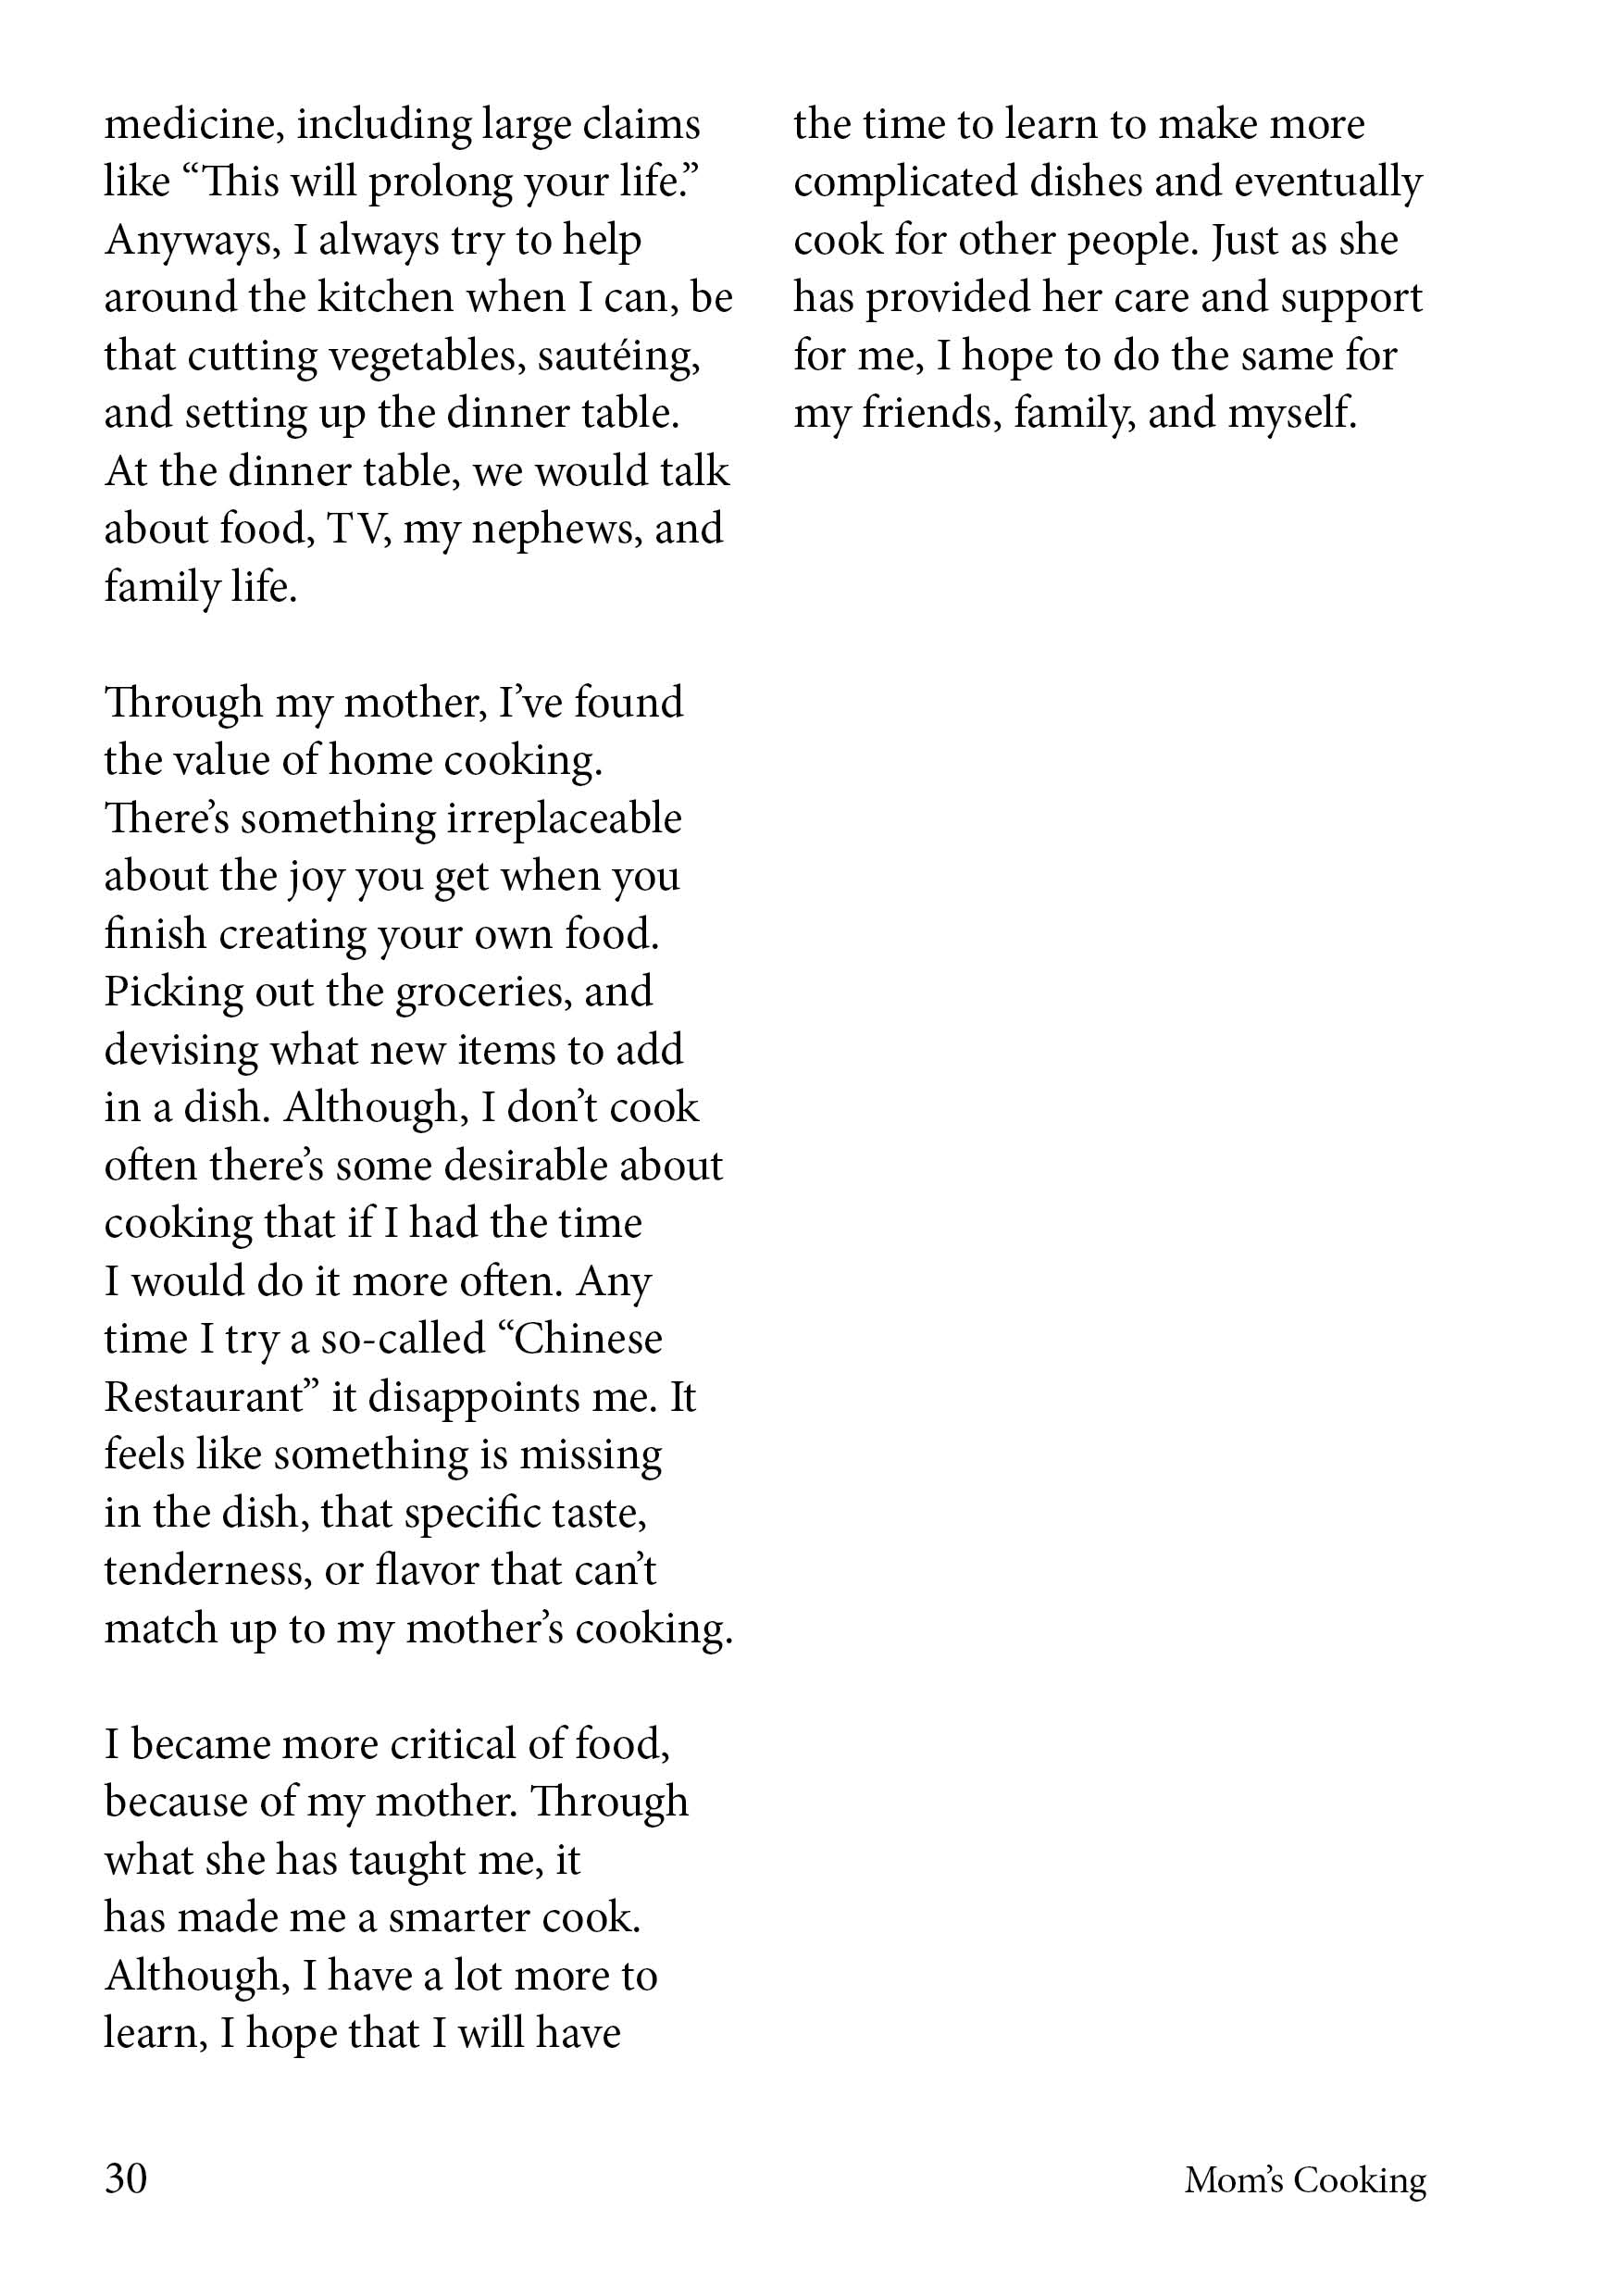 medicine, including large claims
like “This will prolong your life.”
Anyways, I always try to help
around the kitchen when I can, be
that cutting vegetables, sautéing,
and setting up the dinner table.
At the dinner table, we would talk
about food, TV, my nephews, and
family life.
Through my mother, I’ve found
the value of home cooking.
There’s something irreplaceable
about the joy you get when you
finish creating your own food.
Picking out the groceries, and
devising what new items to add
in a dish. Although, I don’t cook
often there’s some desirable about
cooking that if I had the time
I would do it more often. Any
time I try a so-called “Chinese
Restaurant” it disappoints me. It
feels like something is missing
in the dish, that specific taste,
tenderness, or flavor that can’t
match up to my mother’s cooking.
I became more critical of food,
because of my mother. Through
what she has taught me, it
has made me a smarter cook.
Although, I have a lot more to
learn, I hope that I will have
the time to learn to make more
complicated dishes and eventually
cook for other people. Just as she
has provided her care and support
for me, I hope to do the same for
my friends, family, and myself.
30
Mom’s Cooking